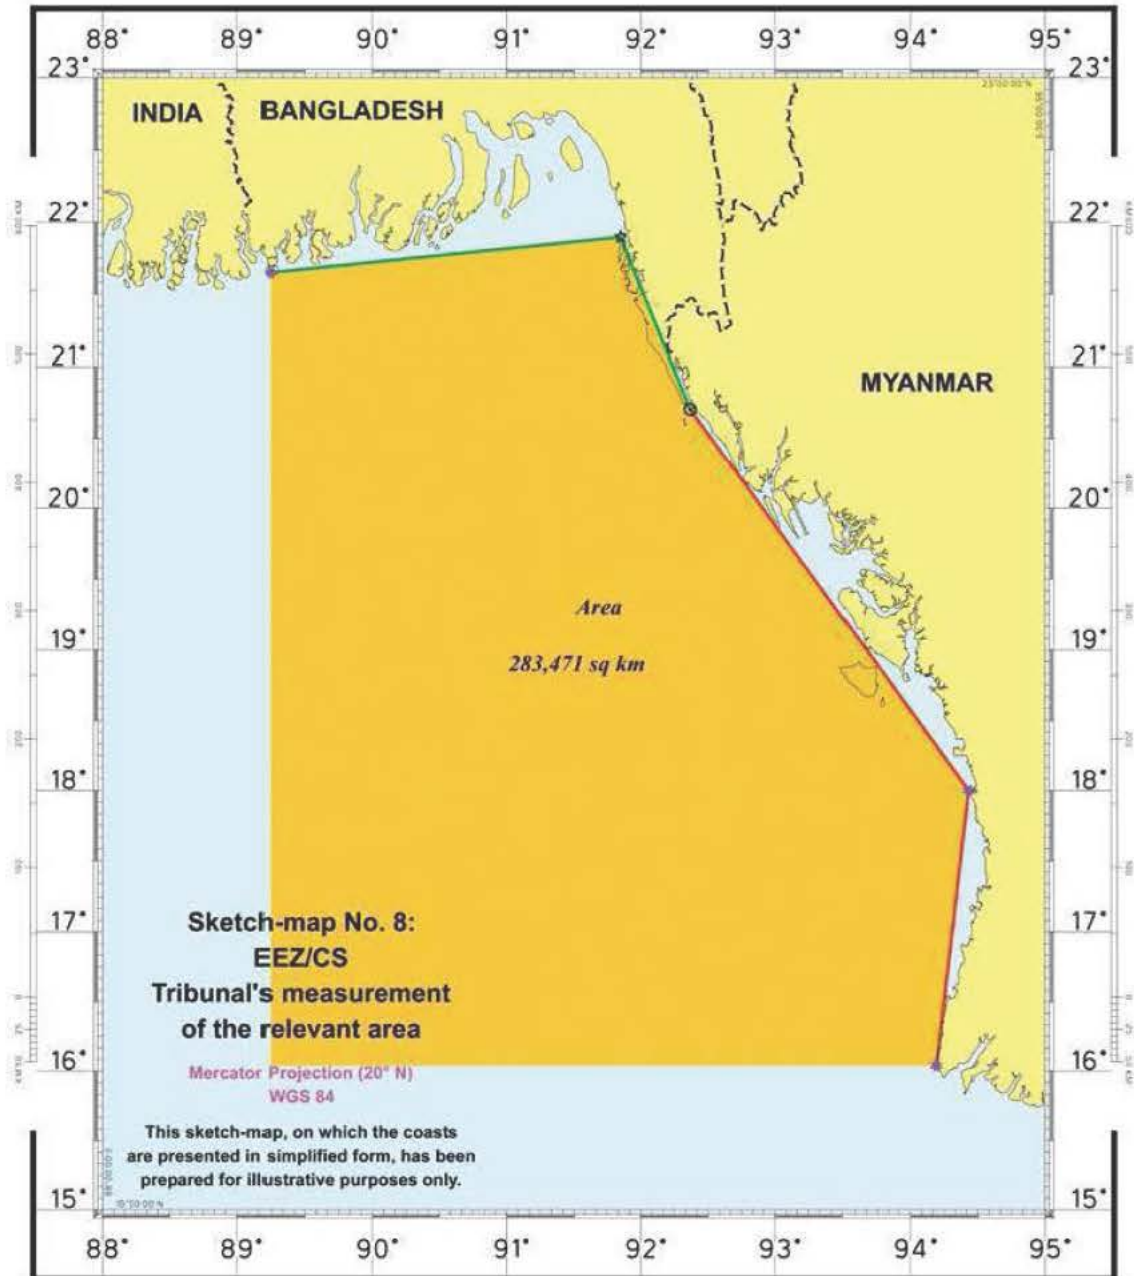 88° 89° 90° 91° 92° 93° 94° 95°
23° 23°
23°00'00"N
INDIA BANGLADESH
22° 22°
21° 21°
MYANMAR
20° 20°
Area
19° 19°
283,471 sq km
18° 18°
17° 17°
Sketch-map No. 8:
EEZ/CS
Tribunal's measurement
of the relevant area
16° 16°
Mercator Projection (20° N)
WGS 84
This sketch-map, on which the coasts
are presented in simplified form, has been
prepared for illustrative purposes only.
15° 15°
88° 89° 90° 91° 92° 93° 94° 95°